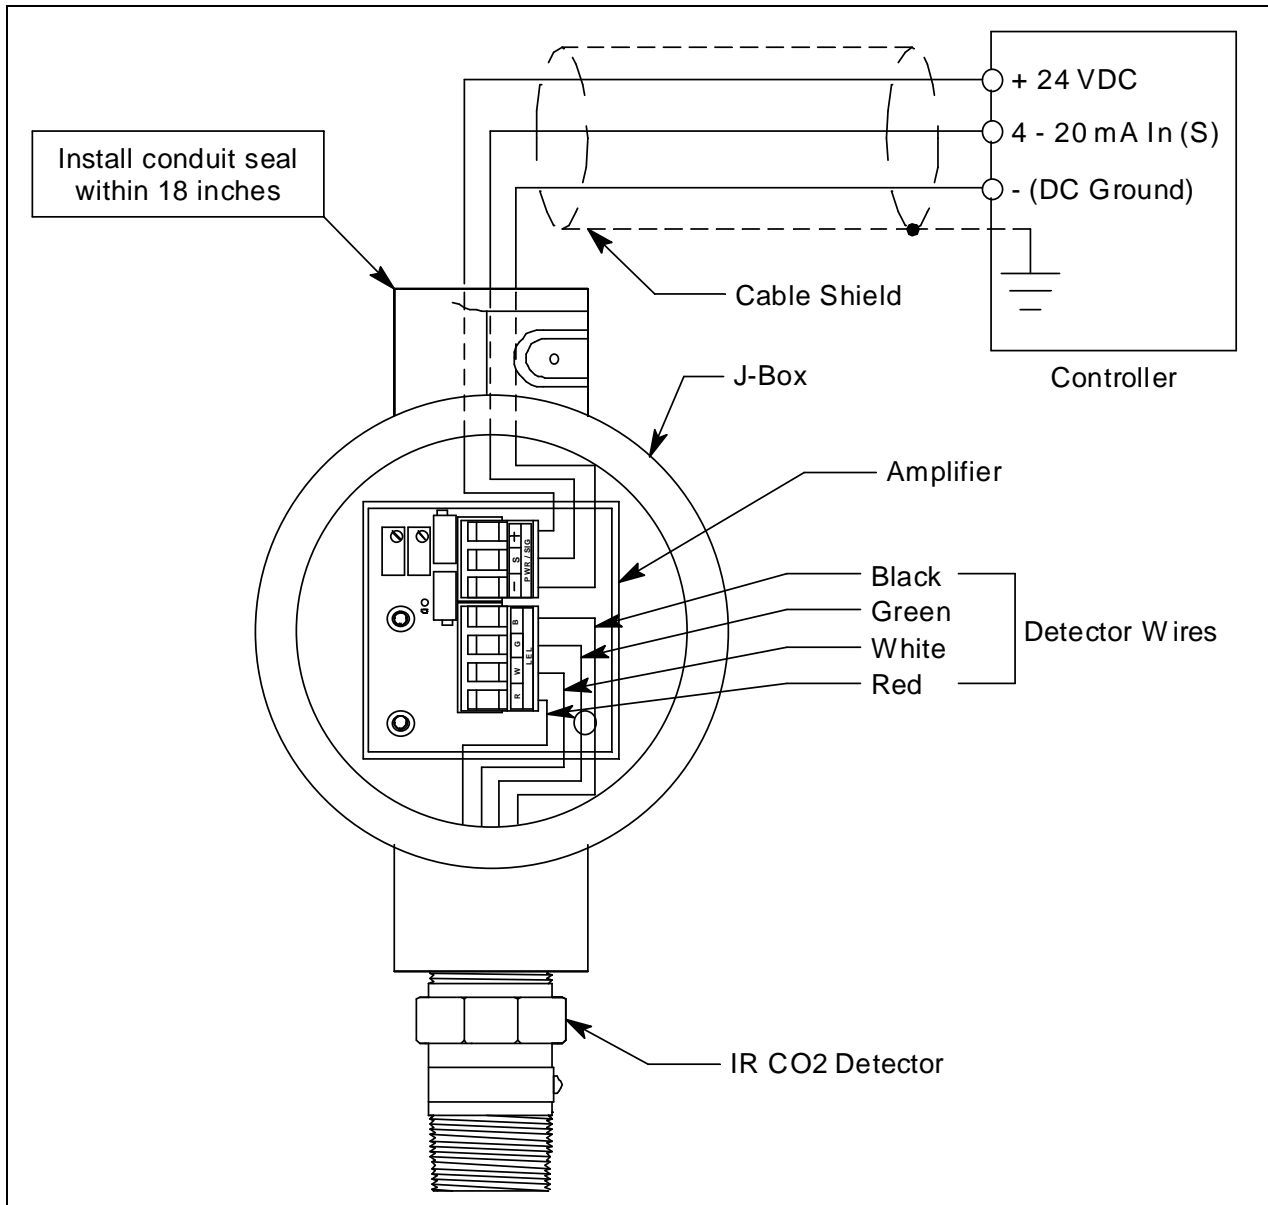 + 24 VDC
4 - 20 mA In (S)
- (DC Ground)
Install conduit seal
within 18 inches
Cable Shield
Controller
J-Box
Amplifier
+
S
-
PWR / SIG
B
G
W
R
LEL
Black
Green
White
Red
Detector Wires
IR CO2 Detector